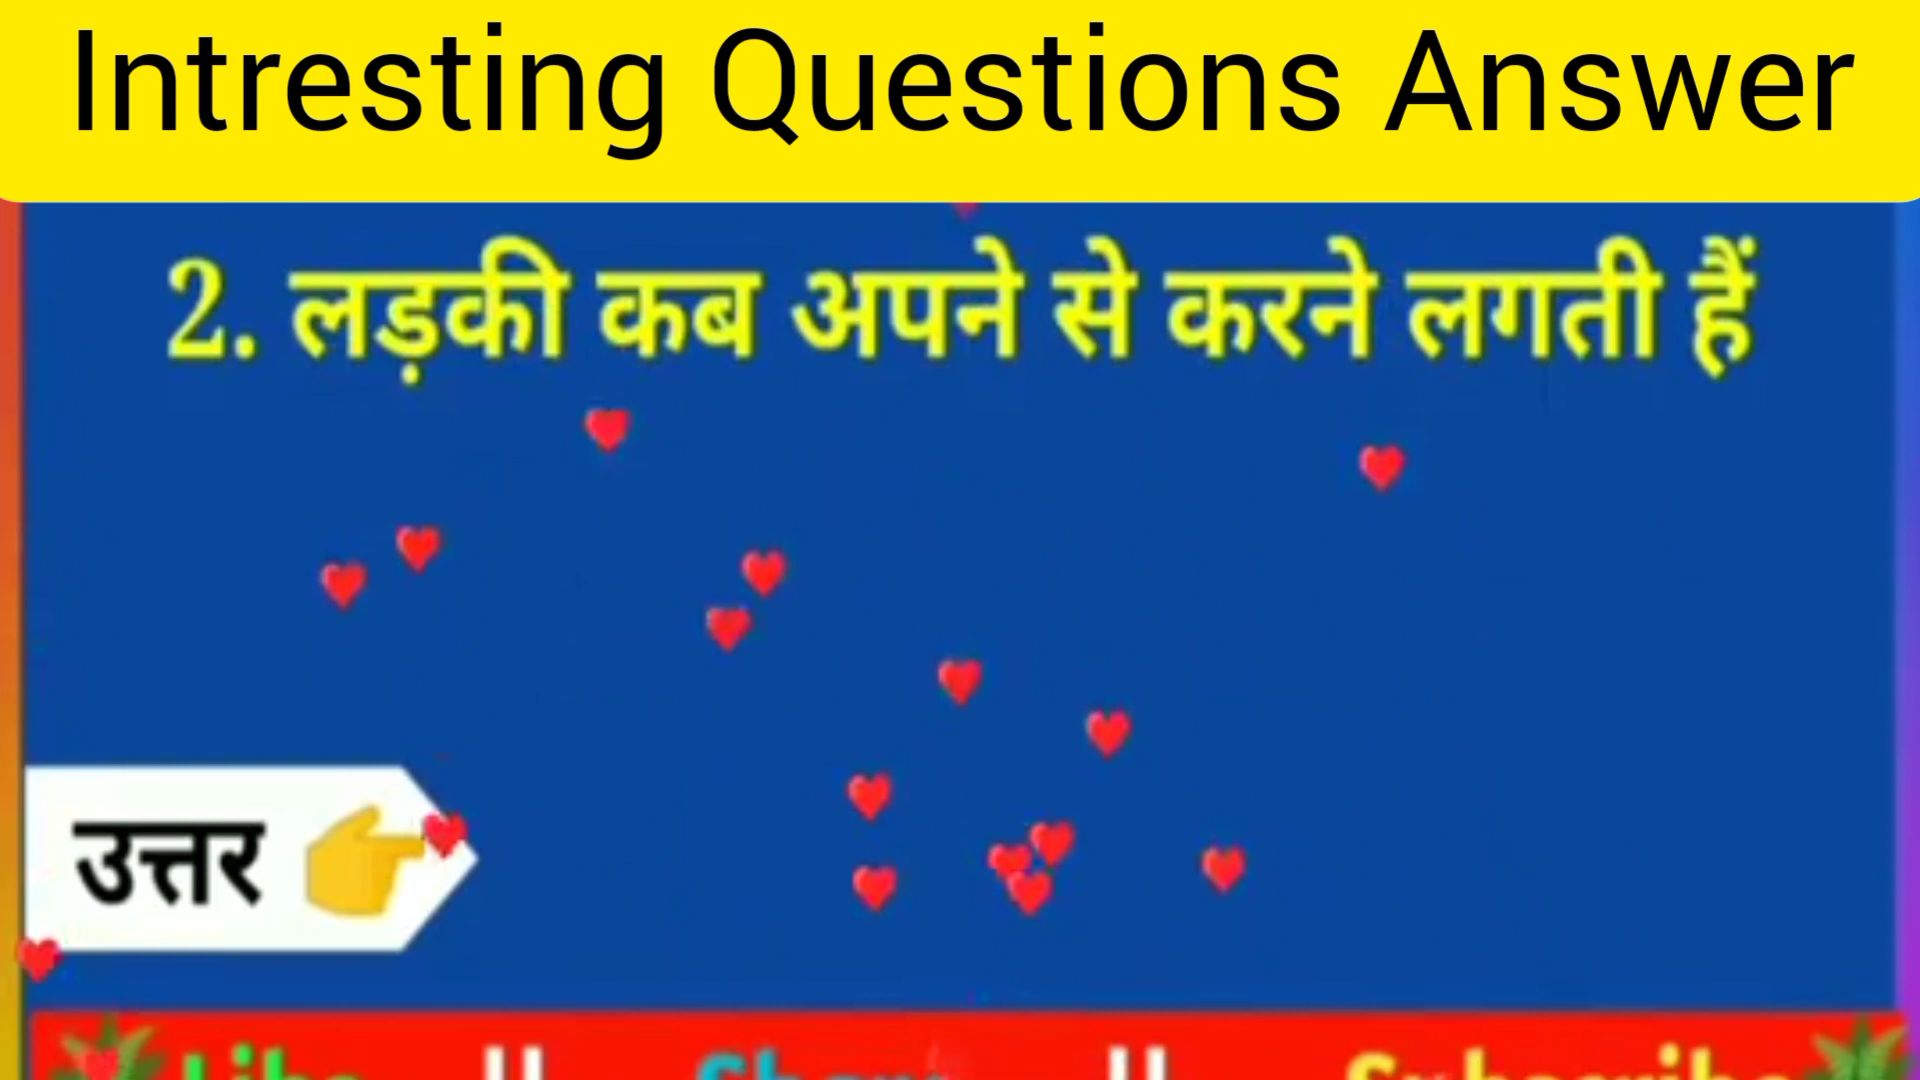 Intresting Questions Answer
2. लड़की कब अपने से करने लगती हैं
उत्तर
|| ||